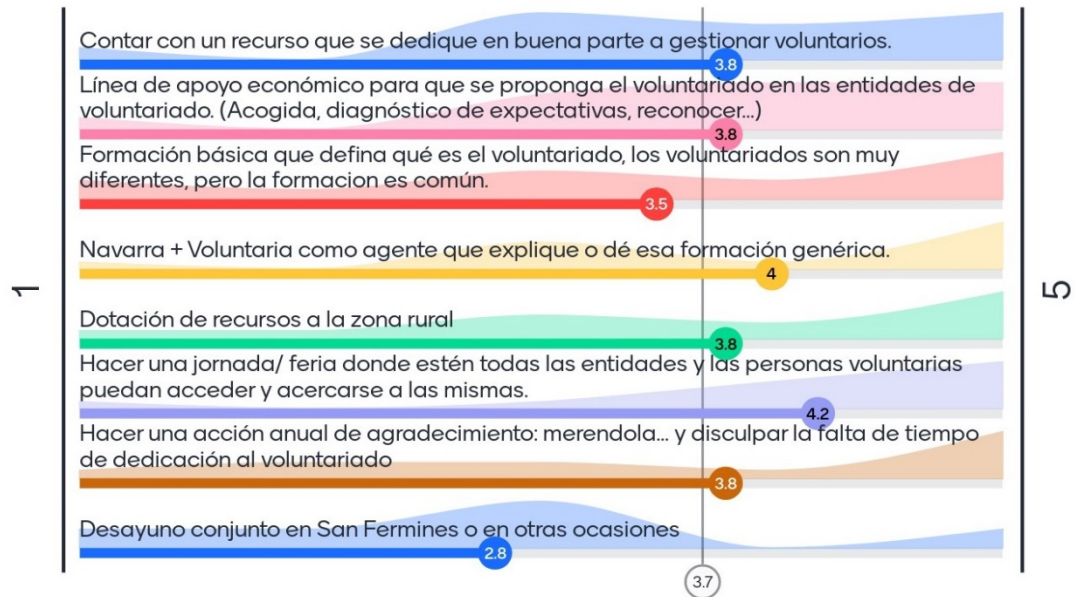 Contar con un recurso que se dedique en buena parte a gestionar voluntarios.
3.8
Línea de apoyo económico para que se proponga el voluntariado en las entidades de
voluntariado. (Acogida, diagnóstico de expectativas, reconocer...)
3.8
Formación básica que defina qué es el voluntariado, los voluntariados son muy
diferentes, pero la formacion es común.
3.5
Navarra + Voluntaria como agente que explique o dé esa formación genérica.
4
1
5
Dotación de recursos a la zona rural
3.8
Hacer una jornada/ feria donde estén todas las entidades y las personas voluntarias
puedan acceder y acercarse a las mismas.
4.2
Hacer una acción anual de agradecimiento: merendola... y disculpar la falta de tiempo
de dedicación al voluntariado
3.8
Desayuno conjunto en San Fermines o en otras ocasiones
2.8
3.7